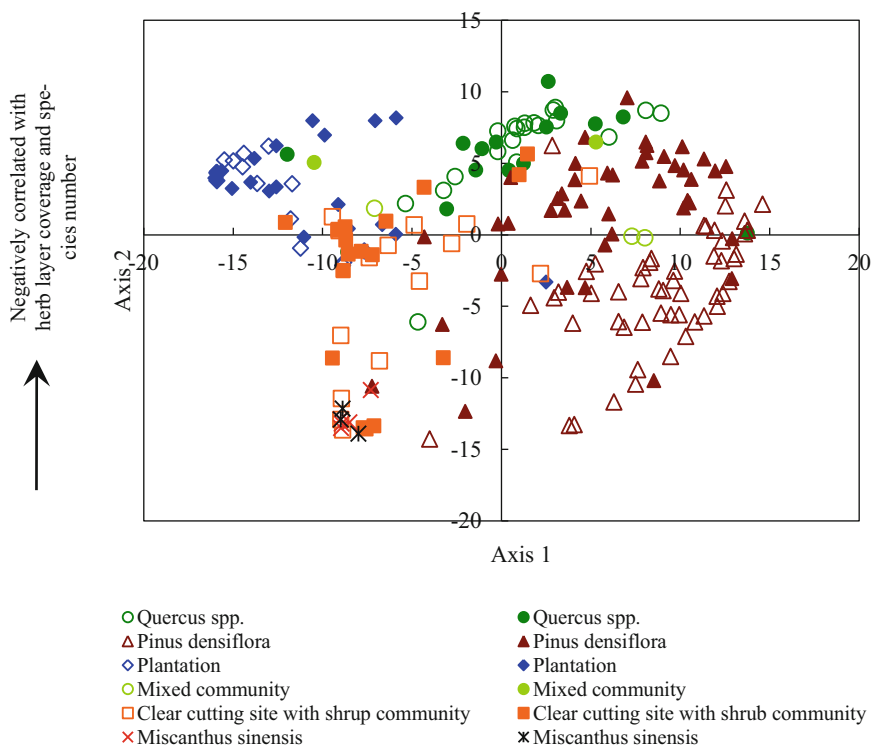 Negatively correlated with
herb layer coverage and spe-
cies number
Axis 2
15
10
5
0
-5
-10
-15
-20
-20
-15
-10
-5
0
5
10
15
20
Axis 1
Quercus spp.
Pinus densiflora
Plantation
Mixed community
Clear cutting site with shrup community
Miscanthus sinensis
Quercus spp.
Pinus densiflora
Plantation
Mixed community
Clear cutting site with shrub community
Miscanthus sinensis